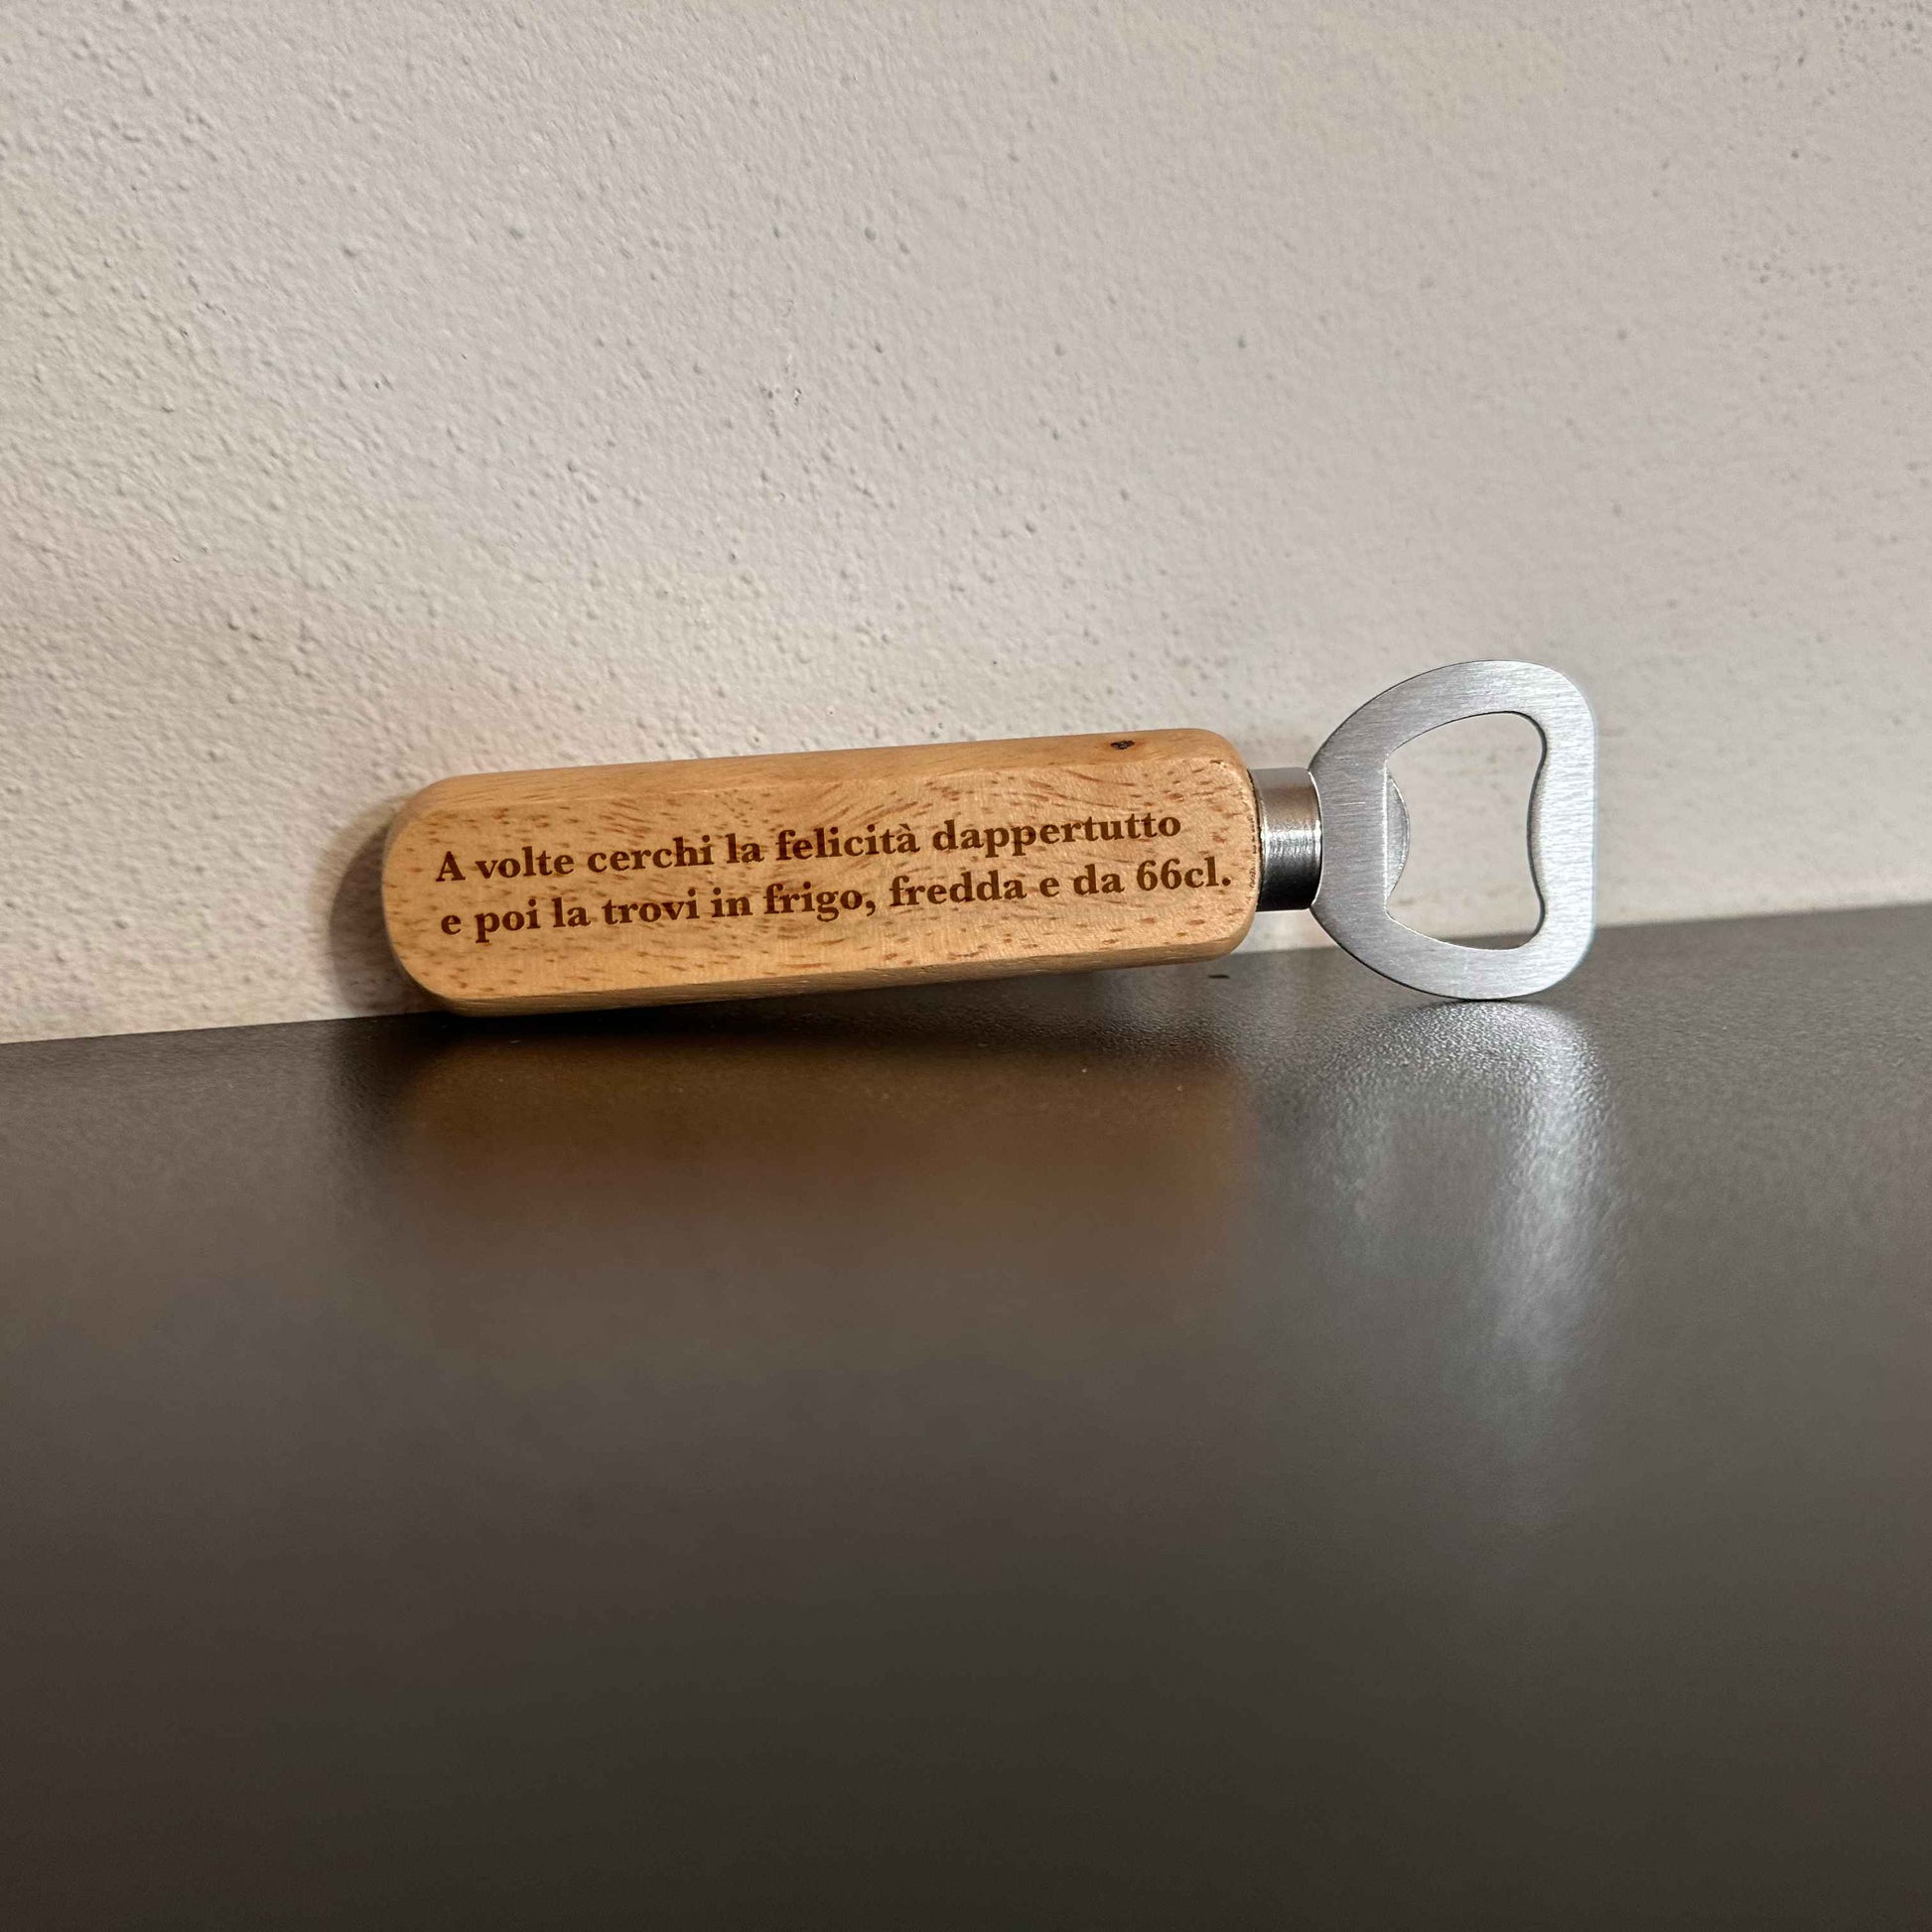 A volte cerchi la felicità dappertutto
e poi la trovi in frigo, fredda e da 66cl.